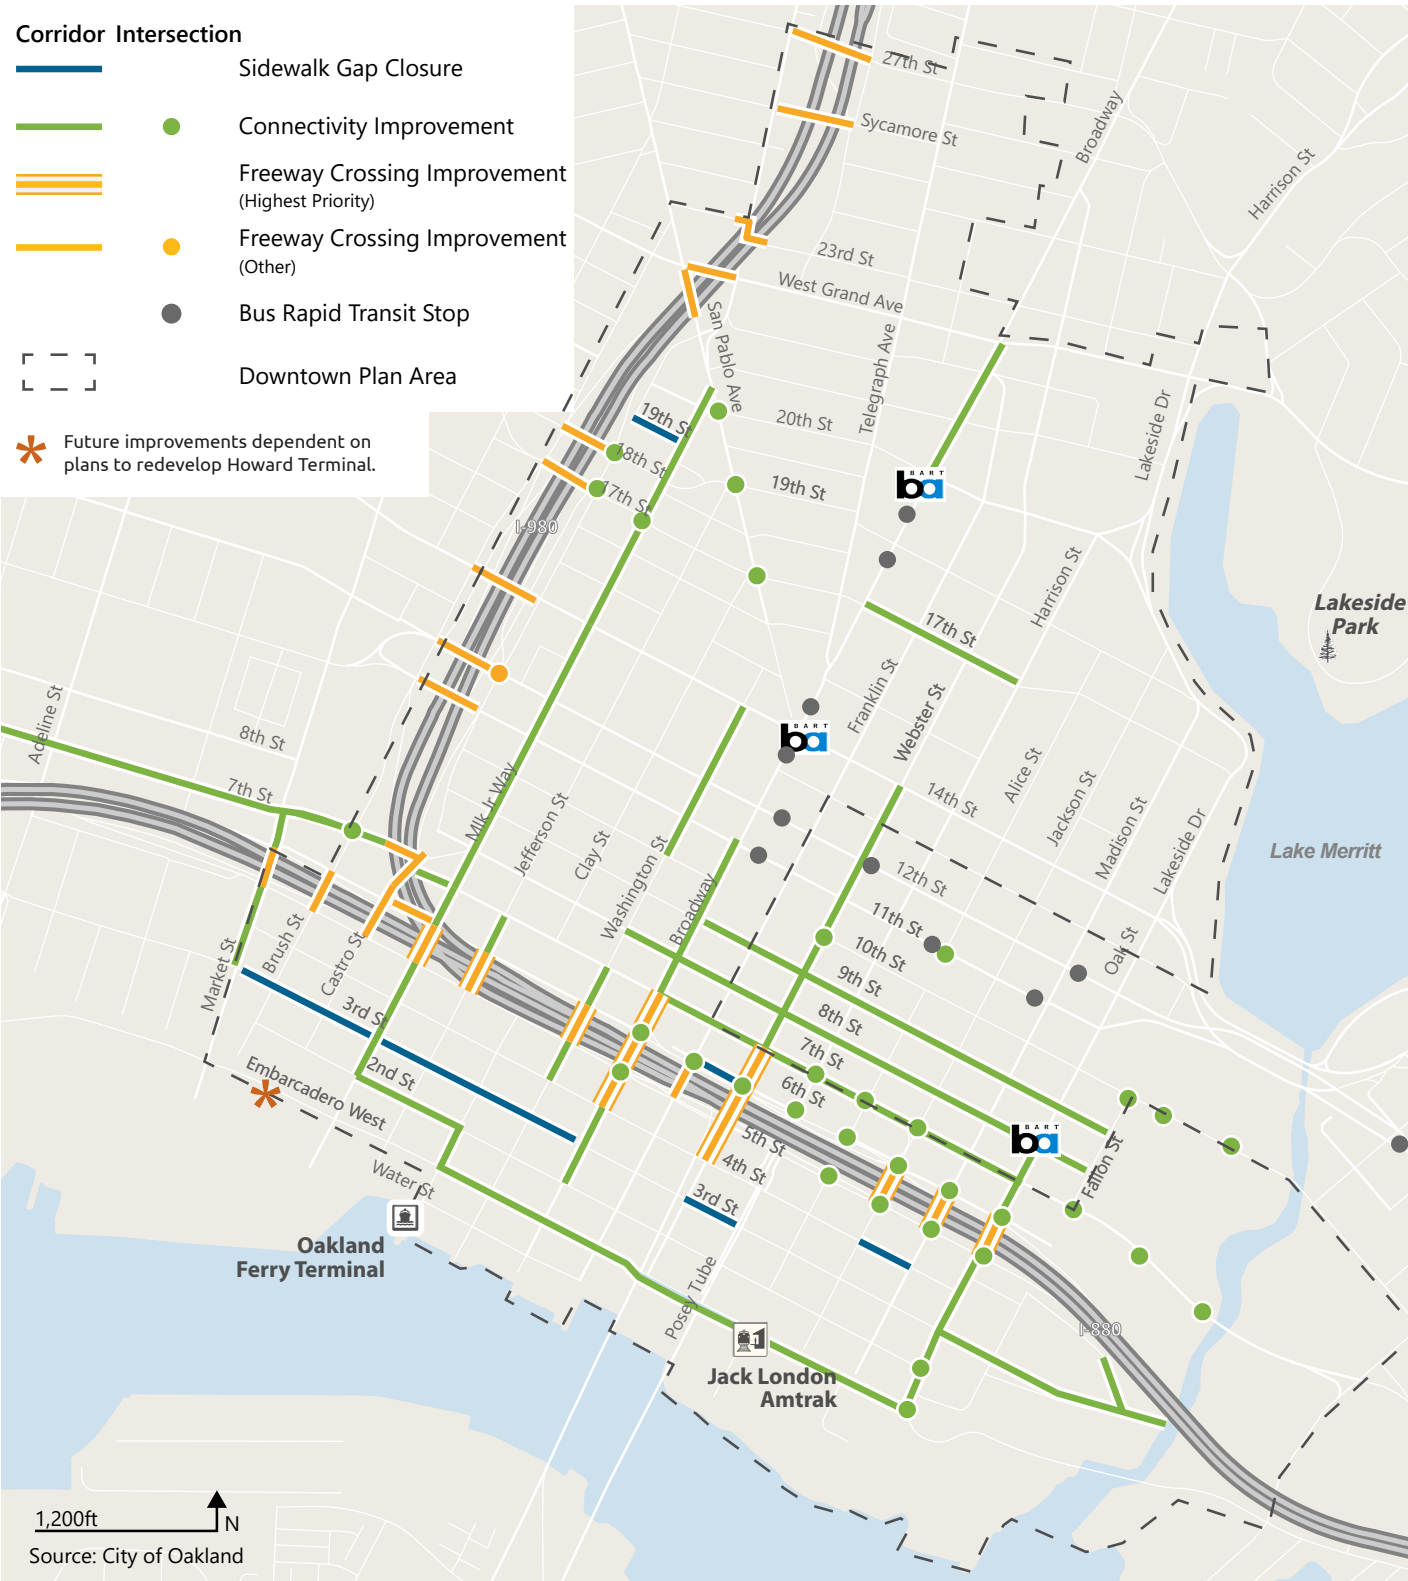 Corridor Intersection
Sidewalk Gap Closure
Connectivity Improvement
Freeway Crossing Improvement
(Highest Priority)
Freeway Crossing Improvement
(Other)
Bus Rapid Transit Stop
Downtown Plan Area
Future improvements dependent on
plans to redevelop Howard Terminal.
27th St
Sycamore St
Broadway
Harrison St
23rd St
West Grand Ave
San Pablo Ave
Telegraph Ave
Lakeside Dr
19th St
20th St
18th St
19th St
17th St
BART
ba
I-980
Harrison St
17th St
Lakeside
Park
Franklin St
Webster St
Adeline St
8th St
BART
ba
7th St
Mlk Jr Way
Jefferson St
Clay St
Washington St
Broadway
14th St
Alice St
Jackson St
Madison St
Lakeside Dr
Lake Merritt
12th St
11th St
10th St
9th St
8th St
7th St
6th St
5th St
4th St
3rd St
Oak St
Market St
Brush St
Castro St
3rd St
2nd St
Embarcadero West
Water St
BART
ba
Fallon St
Oakland
Ferry Terminal
Posey Tube
I-880
Jack London
Amtrak
1,200ft
N
Source: City of Oakland